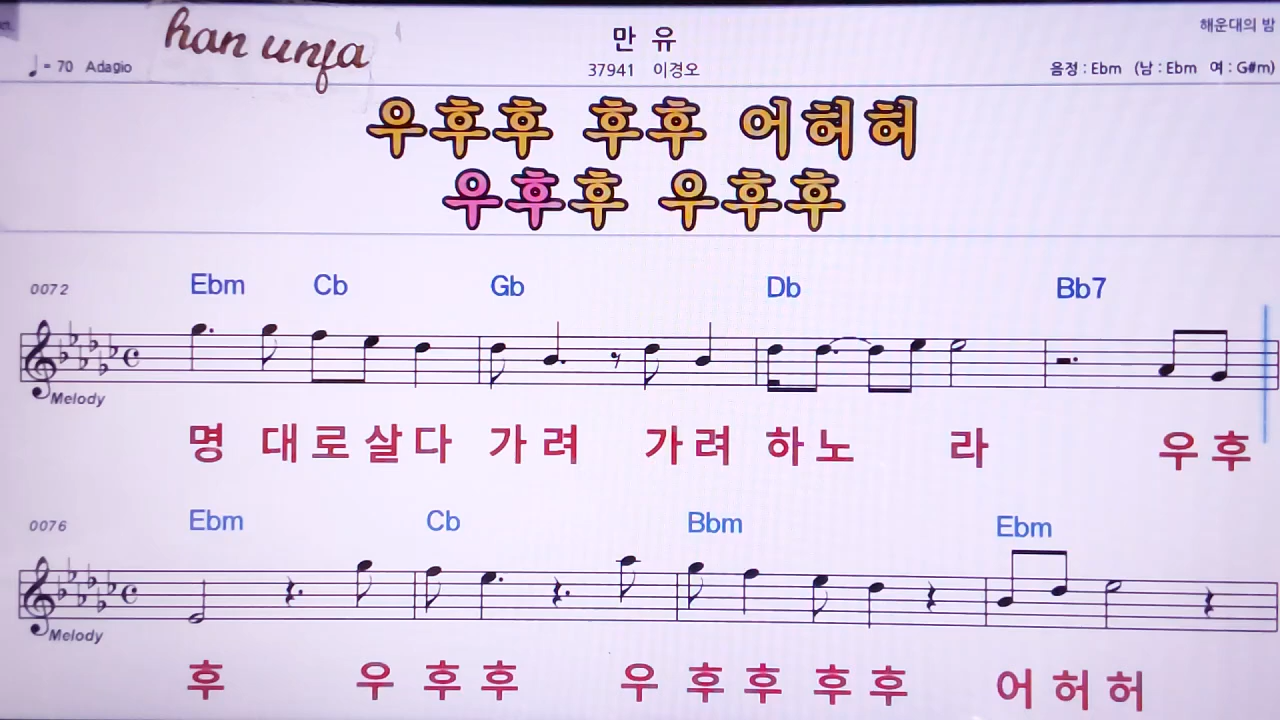 han unfa
만 유
해운대의 밤
♩= 70 Adagio
37941 이경오
음정 : Ebm (남 : Ebm 여 : G#m)
우후후 후후 어허허
우후후 우후후
0072 Ebm Cb Gb Db Bb7
Melody
명 대로살다 가려 가려 하노 라 우후
0076 Ebm Cb Bbm Ebm
Melody
후 우 후후 우 후후 후후 어 허 허